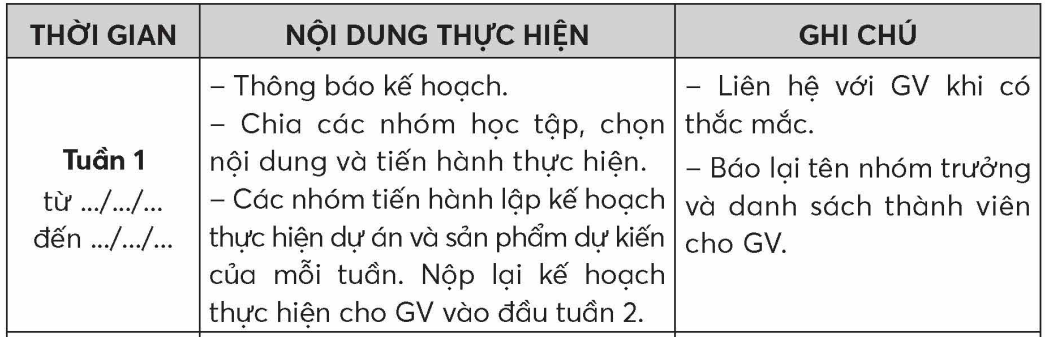 THỜI GIAN
NỘI DUNG THỰC HIỆN
GHI CHÚ
Tuần 1
từ .../.../...
đến .../.../...
– Thông báo kế hoạch.
– Chia các nhóm học tập, chọn
nội dung và tiến hành thực hiện.
– Các nhóm tiến hành lập kế hoạch
thực hiện dự án và sản phẩm dự kiến
của mỗi tuần. Nộp lại kế hoạch
thực hiện cho GV vào đầu tuần 2.
– Liên hệ với GV khi có
thắc mắc.
– Báo lại tên nhóm trưởng
và danh sách thành viên
cho GV.